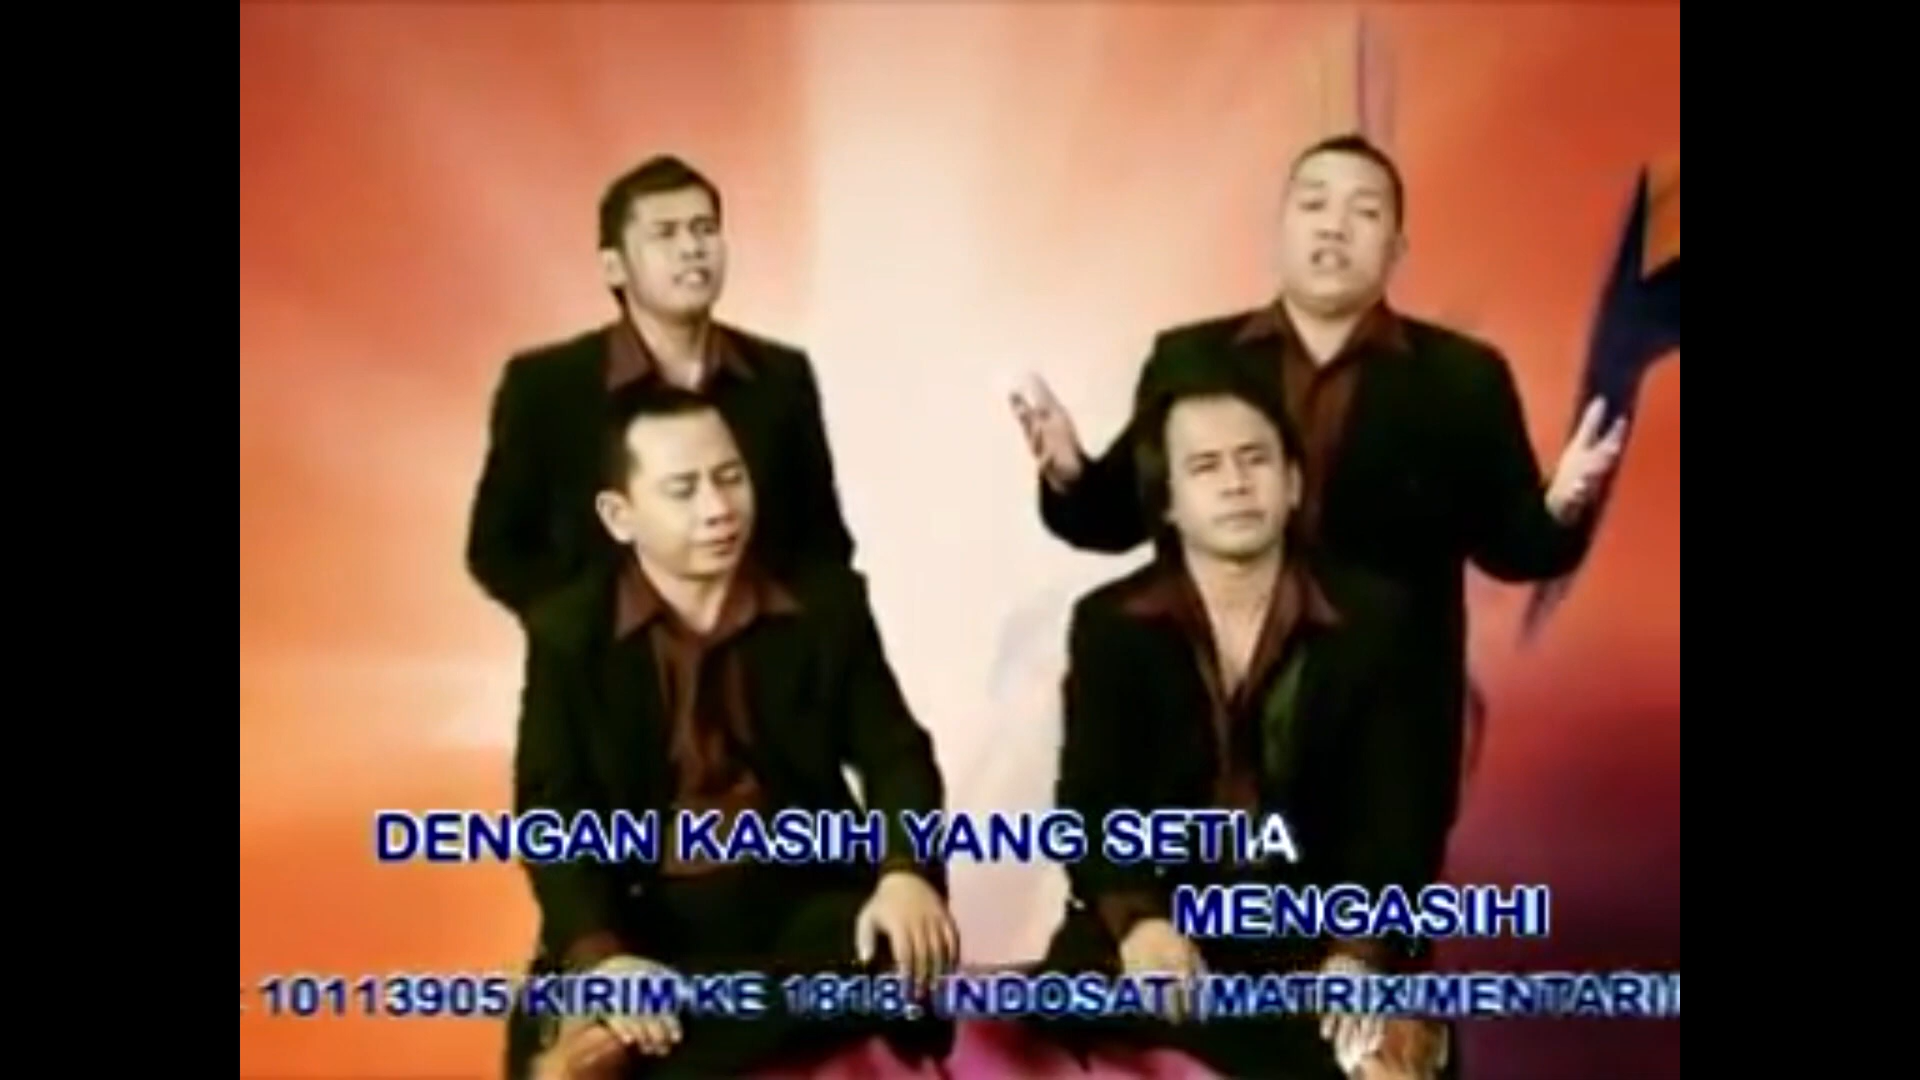 DENGAN KASIH YANG SETIA
MENGASIHI
: 10113905 KIRIM KE 1818, INDOSAT (MATRIX/MENTARI/